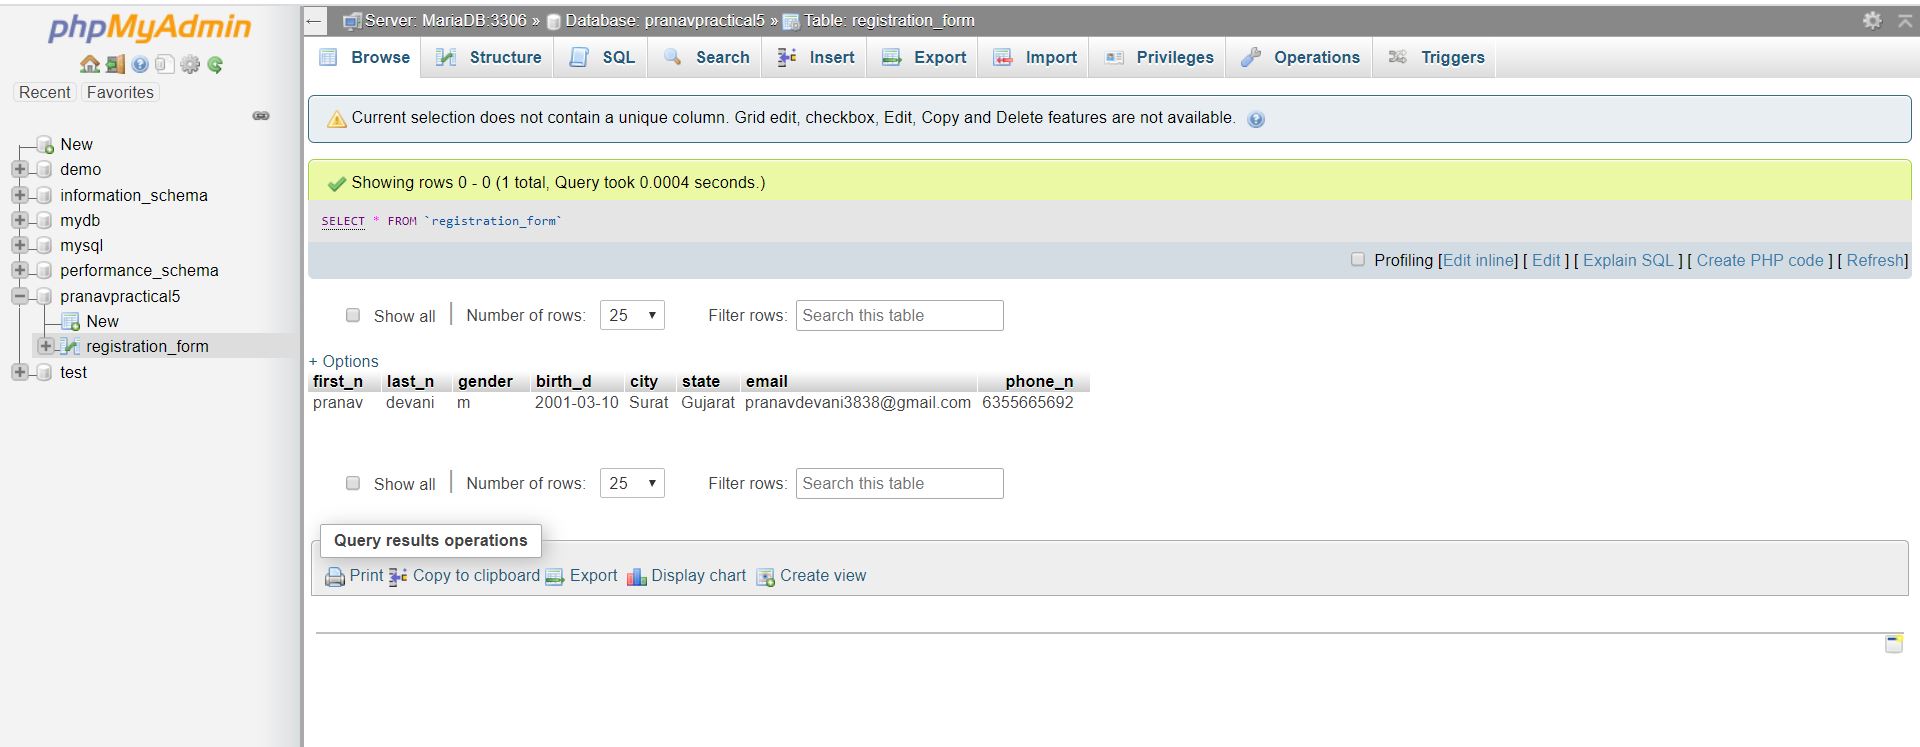 phpMyAdmin
Recent Favorites
New
demo
information_schema
mydb
mysql
performance_schema
pranavpractical5
New
registration_form
test
Server: MariaDB:3306 » Database: pranavpractical5 » Table: registration_form
Browse Structure SQL Search Insert Export Import Privileges Operations Triggers
Current selection does not contain a unique column. Grid edit, checkbox, Edit, Copy and Delete features are not available.
Showing rows 0 - 0 (1 total, Query took 0.0004 seconds.)
SELECT * FROM `registration_form`
Profiling [Edit inline] [ Edit ] [ Explain SQL ] [ Create PHP code ] [ Refresh]
Show all | Number of rows: 25 Filter rows: Search this table
+ Options
first_n last_n gender birth_d city state email phone_n
pranav devani m 2001-03-10 Surat Gujarat pranavdevani3838@gmail.com 6355665692
Show all | Number of rows: 25 Filter rows: Search this table
Query results operations
Print Copy to clipboard Export Display chart Create view